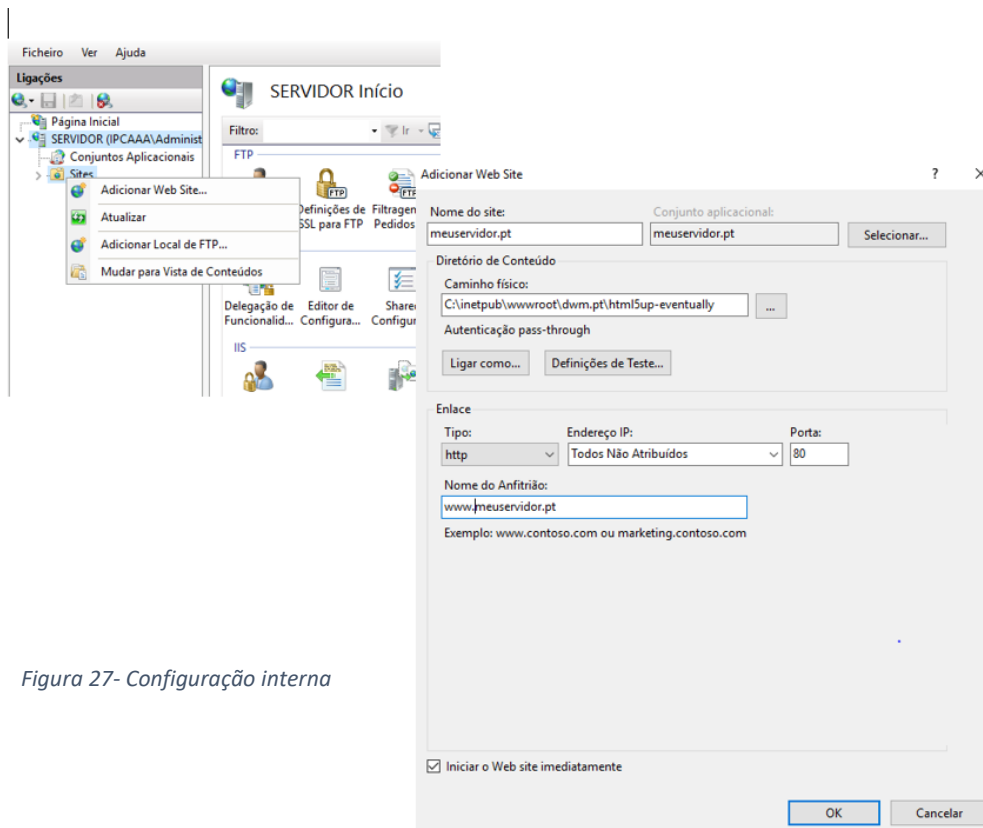 Ficheiro Ver Ajuda
Ligações
Página Inicial
SERVIDOR (IPCAAA\Administ
Conjuntos Aplicacionais
Sites
Adicionar Web Site...
Atualizar
Adicionar Local de FTP...
Mudar para Vista de Conteúdos
SERVIDOR Início
Filtro: Ir
FTP
Definições de Filtragem
SSL para FTP Pedidos
Delegação de Editor de Share
Funcionalid... Configura... Configur
IIS
Adicionar Web Site ?
Nome do site: Conjunto aplicacional:
meuservidor.pt meuservidor.pt Selecionar...
Diretório de Conteúdo
Caminho físico:
C:\inetpub\wwwroot\dwm.pt\html5up-eventually ...
Autenticação pass-through
Ligar como... Definições de Teste...
Enlace
Tipo: Endereço IP: Porta:
http Todos Não Atribuídos 80
Nome do Anfitrião:
www.meuservidor.pt
Exemplo: www.contoso.com ou marketing.contoso.com
Iniciar o Web site imediatamente
OK Cancelar
Figura 27- Configuração interna